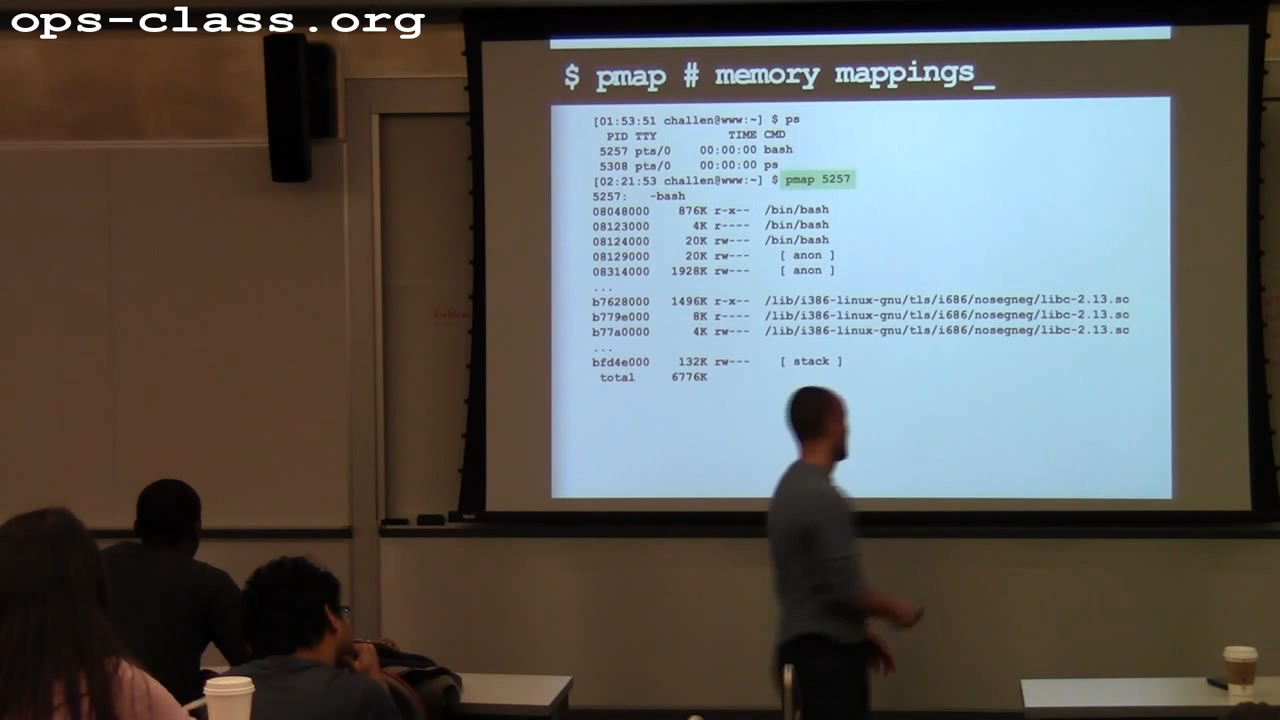 ops-class.org
$ pmap # memory mappings_
[01:53:51 challen@www:~] $ ps
PID TTY TIME CMD
5257 pts/0 00:00:00 bash
5308 pts/0 00:00:00 ps
[02:21:53 challen@www:~] $ pmap 5257
5257: -bash
08048000 876K r-x-- /bin/bash
08123000 4K r---- /bin/bash
08124000 20K rw--- /bin/bash
08129000 20K rw--- [ anon ]
08314000 1928K rw--- [ anon ]
...
b7628000 1496K r-x-- /lib/i386-linux-gnu/tls/i686/nosegneg/libc-2.13.so
b779e000 8K r---- /lib/i386-linux-gnu/tls/i686/nosegneg/libc-2.13.so
b77a0000 4K rw--- /lib/i386-linux-gnu/tls/i686/nosegneg/libc-2.13.so
...
bfd4e000 132K rw--- [ stack ]
total 6776K